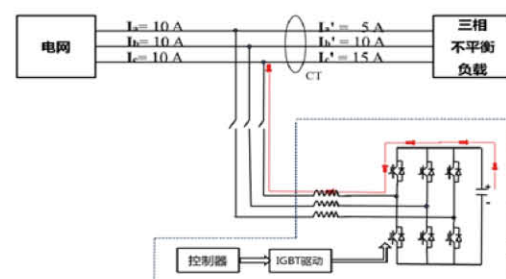 Ia= 10 A
Ia'= 5 A
电网
Ib= 10 A
Ib'= 10 A
三相
不平衡
负载
Ic= 10 A
Ic'= 15 A
CT
+
-
控制器
IGBT驱动